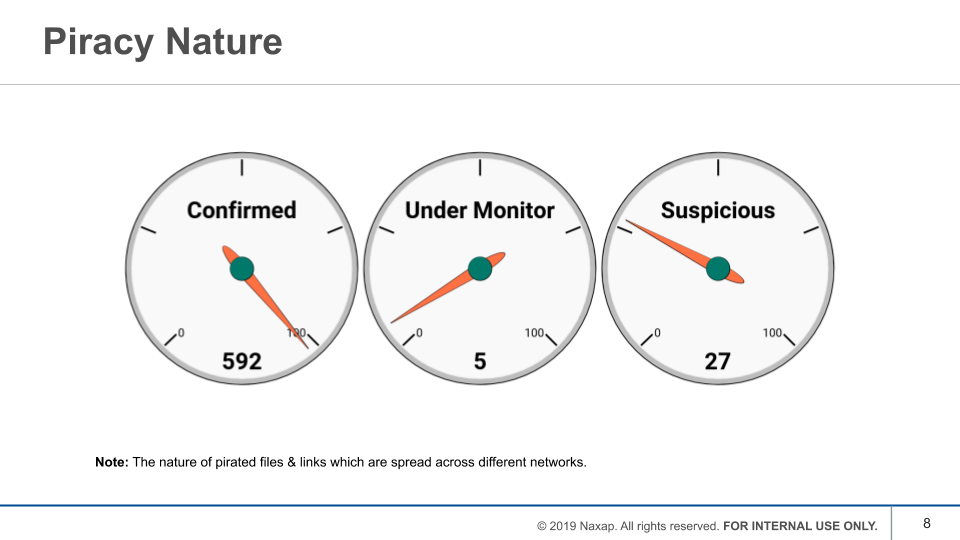 Piracy Nature
Confirmed
Under Monitor
Suspicious
0
100
0
100
0
100
592
5
27
Note: The nature of pirated files & links which are spread across different networks.
© 2019 Naxap. All rights reserved. FOR INTERNAL USE ONLY.
8